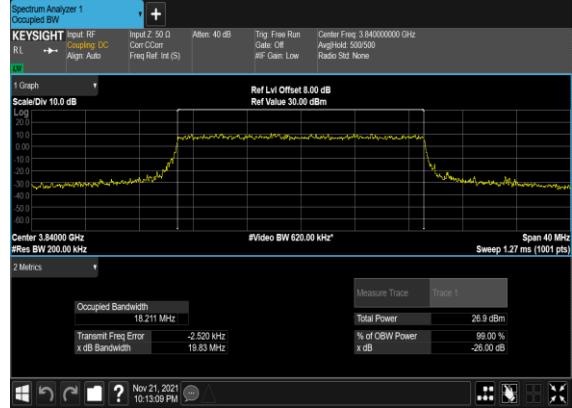 Spectrum Analyzer 1
Occupied BW
+
KEYSIGHT Input: RF Input Z: 50 Ω Atten: 40 dB Trig: Free Run Center Freq: 3.840000000 GHz
RL Coupling: DC Corr CCorr Gate: Off Avg|Hold: 500/500
Align: Auto Freq Ref: Int (S) #IF Gain: Low Radio Std: None
1 Graph
Ref Lvl Offset 8.00 dB
Scale/Div 10.0 dB Ref Value 30.00 dBm
Log
20.0
10.0
0.00
-10.0
-20.0
-30.0
-40.0
-50.0
-60.0
Center 3.84000 GHz #Video BW 620.00 kHz* Span 40 MHz
#Res BW 200.00 kHz Sweep 1.27 ms (1001 pts)
2 Metrics
Measure Trace Trace 1
Occupied Bandwidth
18.211 MHz Total Power 26.9 dBm
Transmit Freq Error -2.520 kHz % of OBW Power 99.00 %
x dB Bandwidth 19.83 MHz x dB -26.00 dB
? Nov 21, 2021
10:13:09 PM